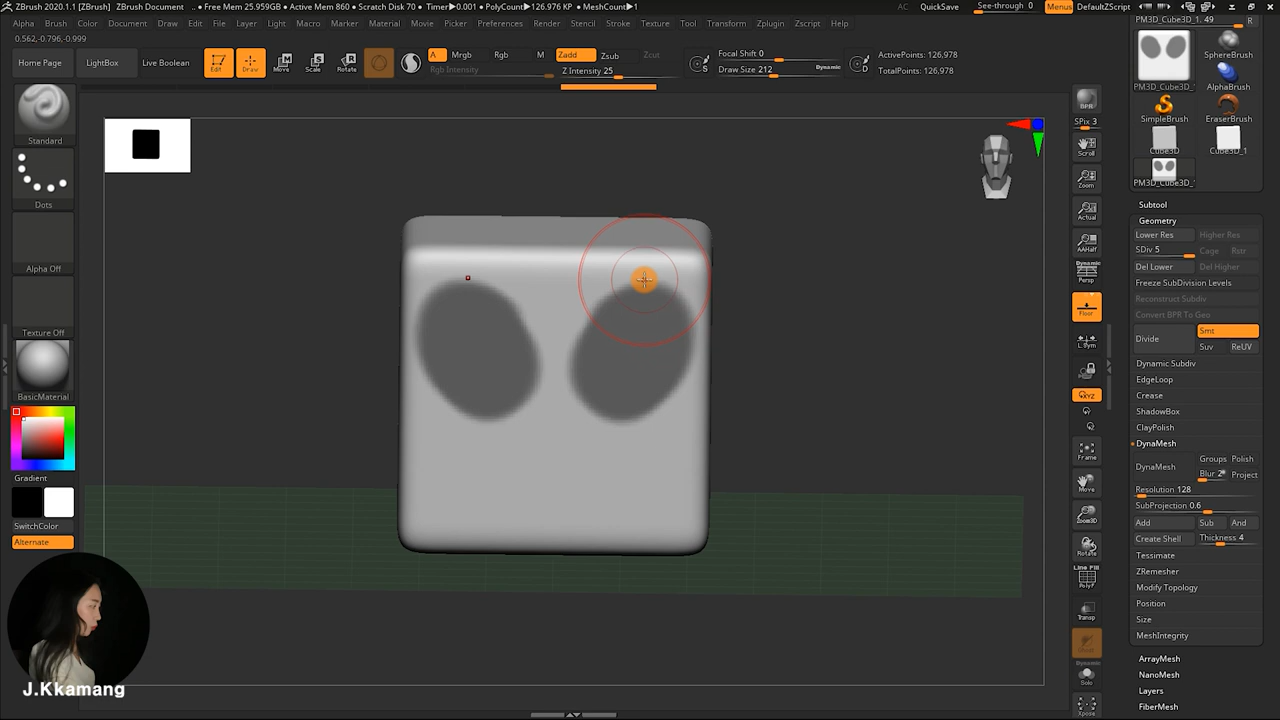 ZBrush 2020.1.1 [ZBrush] ZBrush Document .. ● Free Mem 25.959GB ● Active Mem 860 ● Scratch Disk 70 ● Timer▶0.001 ● PolyCount▶126.976 KP ● MeshCount▶1 AC QuickSave See-through 0 Menus DefaultZScript
Alpha Brush Color Document Draw Edit File Layer Light Macro Marker Material Movie Picker Preferences Render Stencil Stroke Texture Tool Transform Zplugin Zscript
0.562,-0.796,-0.999
Home Page LightBox Live Boolean Edit Draw Move Scale Rotate A Mrgb Rgb M Zadd Zsub Zcut Focal Shift 0 ActivePoints: 126,978
Rgb Intensity Z Intensity 25 Draw Size 212 Dynamic TotalPoints: 126,978
S D
Standard
Dots
Alpha Off
Texture Off
BasicMaterial
Gradient
SwitchColor
Alternate
J.Kkamang
BPR
SPix 3
Scroll
Zoom
Actual
AAHalf
Dynamic
Persp
Floor
L.Sym
XYZ
Frame
Move
Zoom3D
Rotate
Line Fill
PolyF
Transp
Dynamic
Solo
Xpose
PM3D_Cube3D_1. 49 R
PM3D_Cube3D_
SphereBrush
AlphaBrush
SimpleBrush EraserBrush
Cube3D Cube3D_1
PM3D_Cube3D_
Subtool
Geometry
Lower Res Higher Res
SDiv 5 Cage Rstr
Del Lower Del Higher
Freeze SubDivision Levels
Reconstruct Subdiv
Convert BPR To Geo
Divide Smt
Suv ReUV
Dynamic Subdiv
EdgeLoop
Crease
ShadowBox
ClayPolish
DynaMesh
DynaMesh Groups Polish
Blur 2 Project
Resolution 128
SubProjection 0.6
Add Sub And
Create Shell Thickness 4
Tessimate
ZRemesher
Modify Topology
Position
Size
MeshIntegrity
ArrayMesh
NanoMesh
Layers
FiberMesh